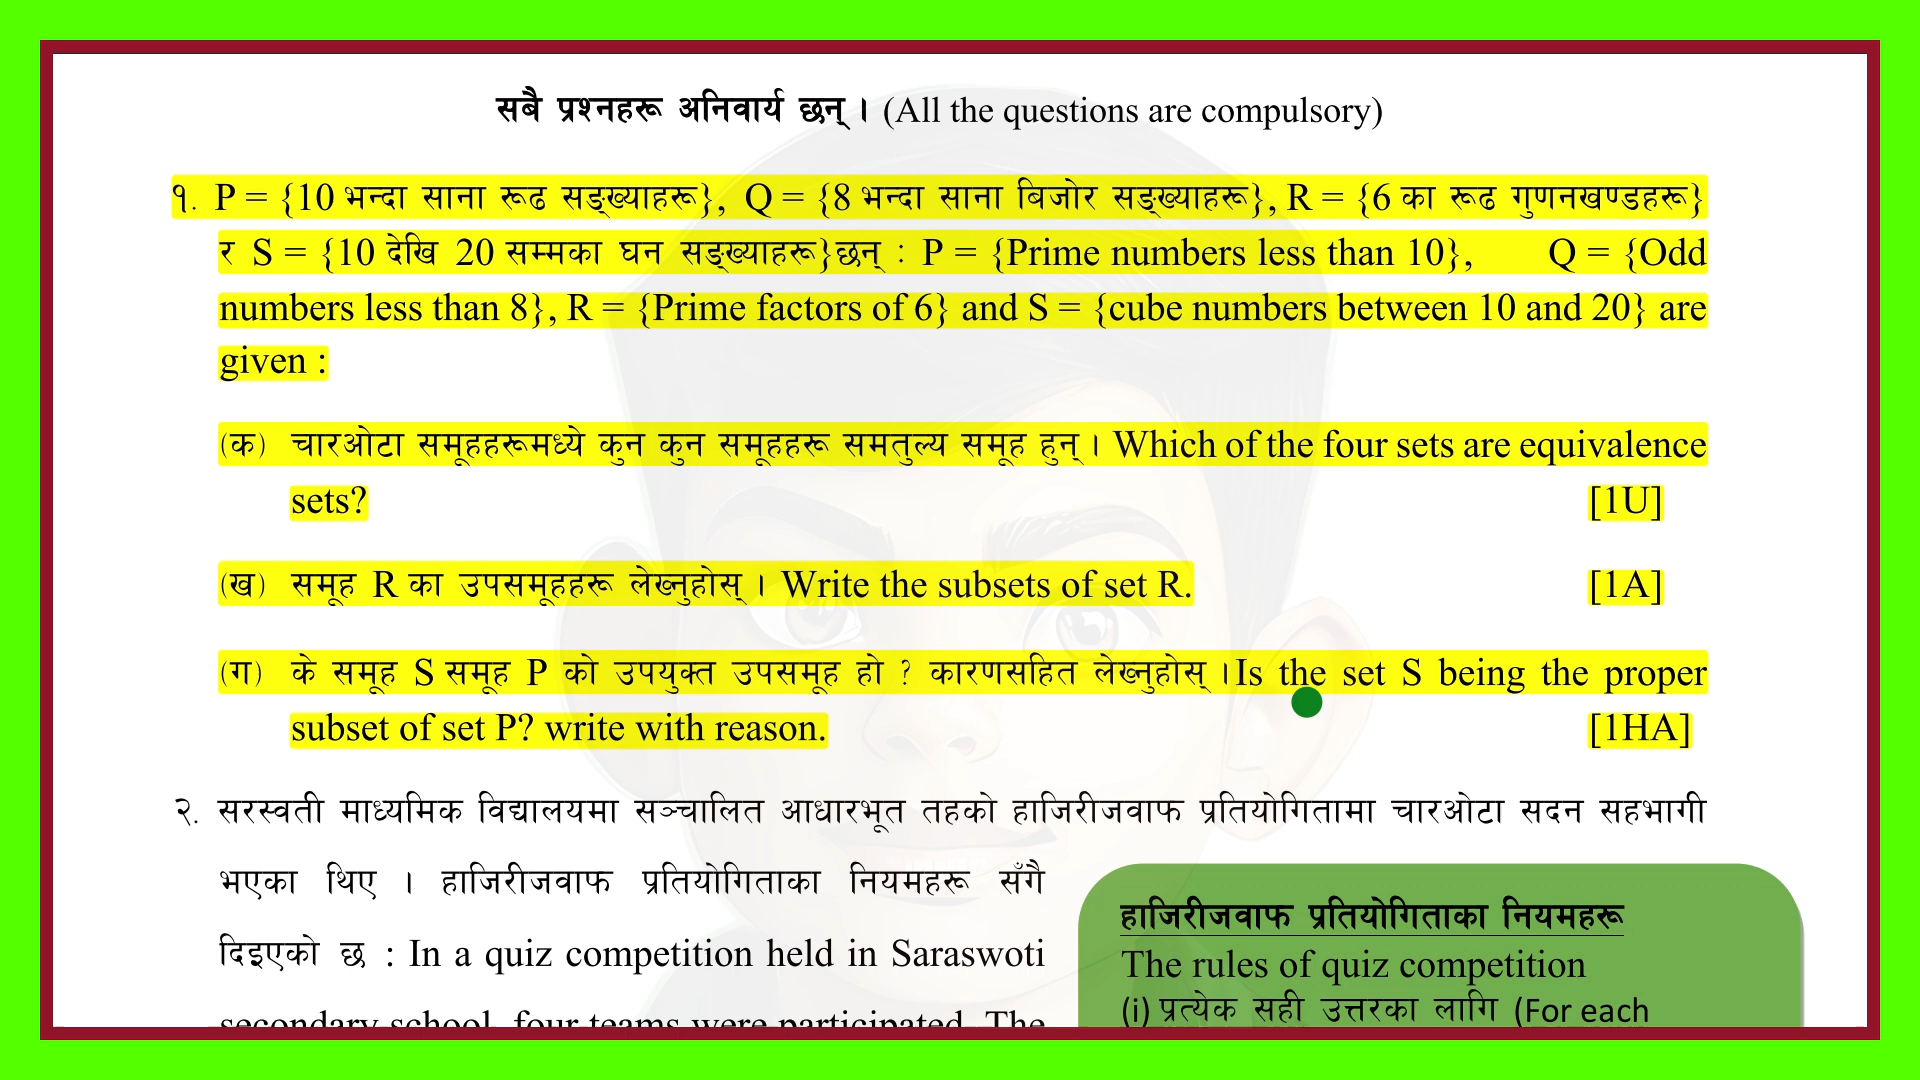 सबै प्रश्नहरू अनिवार्य छन् । (All the questions are compulsory)
१. P = {10 भन्दा साना रूढ सङ्ख्याहरू}, Q = {8 भन्दा साना बिजोर सङ्ख्याहरू}, R = {6 का रूढ गुणनखण्डहरू}
र S = {10 देखि 20 सम्मका घन सङ्ख्याहरू}छन् : P = {Prime numbers less than 10}, Q = {Odd
numbers less than 8}, R = {Prime factors of 6} and S = {cube numbers between 10 and 20} are
given :
(क) चारओटा समूहहरूमध्ये कुन कुन समूहहरू समतुल्य समूह हुन् । Which of the four sets are equivalence
sets? [1U]
(ख) समूह R का उपसमूहहरू लेख्नुहोस् । Write the subsets of set R. [1A]
(ग) के समूह S समूह P को उपयुक्त उपसमूह हो ? कारणसहित लेख्नुहोस् ।Is the set S being the proper
subset of set P? write with reason. [1HA]
२. सरस्वती माध्यमिक विद्यालयमा सञ्चालित आधारभूत तहको हाजिरीजवाफ प्रतियोगितामा चारओटा सदन सहभागी
भएका थिए । हाजिरीजवाफ प्रतियोगिताका नियमहरू सँगै
दिइएको छ : In a quiz competition held in Saraswoti
secondary school, four teams were participated. The
हाजिरीजवाफ प्रतियोगिताका नियमहरू
The rules of quiz competition
(i) प्रत्येक सही उत्तरका लागि (For each